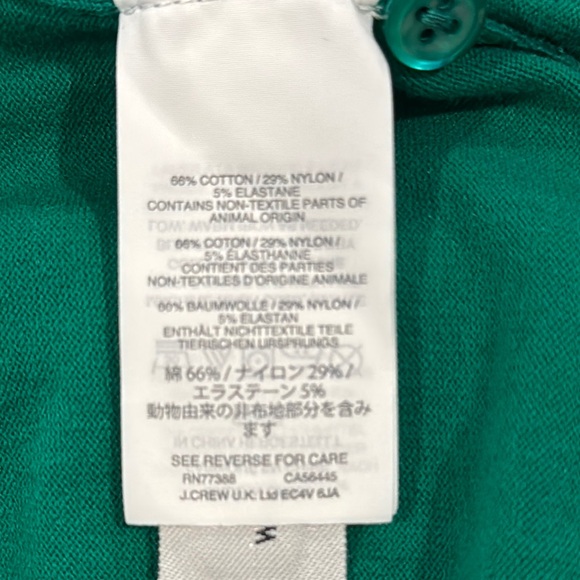 66% COTTON / 29% NYLON /
5% ELASTANE
CONTAINS NON-TEXTILE PARTS OF
ANIMAL ORIGIN
66% COTON / 29% NYLON /
5% ÉLASTHANNE
CONTIENT DES PARTIES
NON-TEXTILES D'ORIGINE ANIMALE
66% BAUMWOLLE / 29% NYLON /
5% ELASTAN
ENTHÄLT NICHTTEXTILE TEILE
TIERISCHEN URSPRUNGS
綿 66% / ナイロン 29% /
エラステーン 5%
動物由来の非布地部分を含み
ます
SEE REVERSE FOR CARE
RN77388 CA56445
J.CREW U.K. Ltd EC4V 6JA